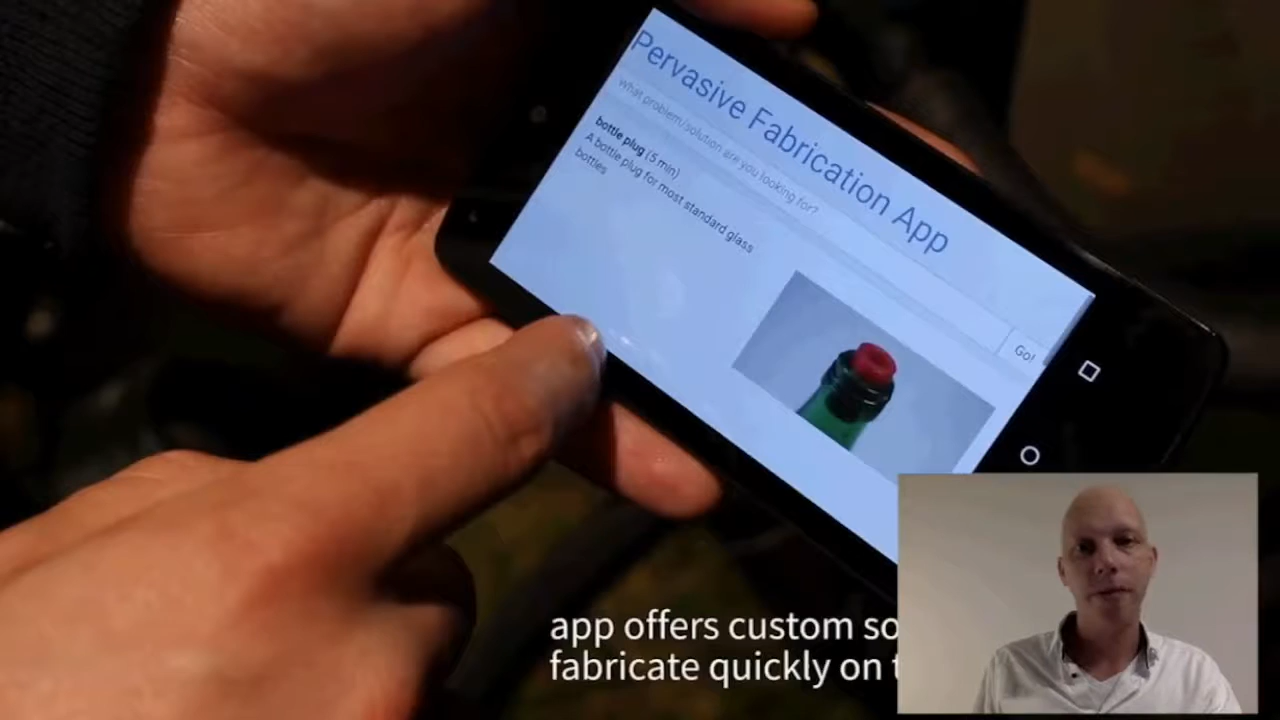 Pervasive Fabrication App
what problem/solution are you looking for?
Go!
bottle plug (5 min)
A bottle plug for most standard glass
bottles
app offers custom so
fabricate quickly on t